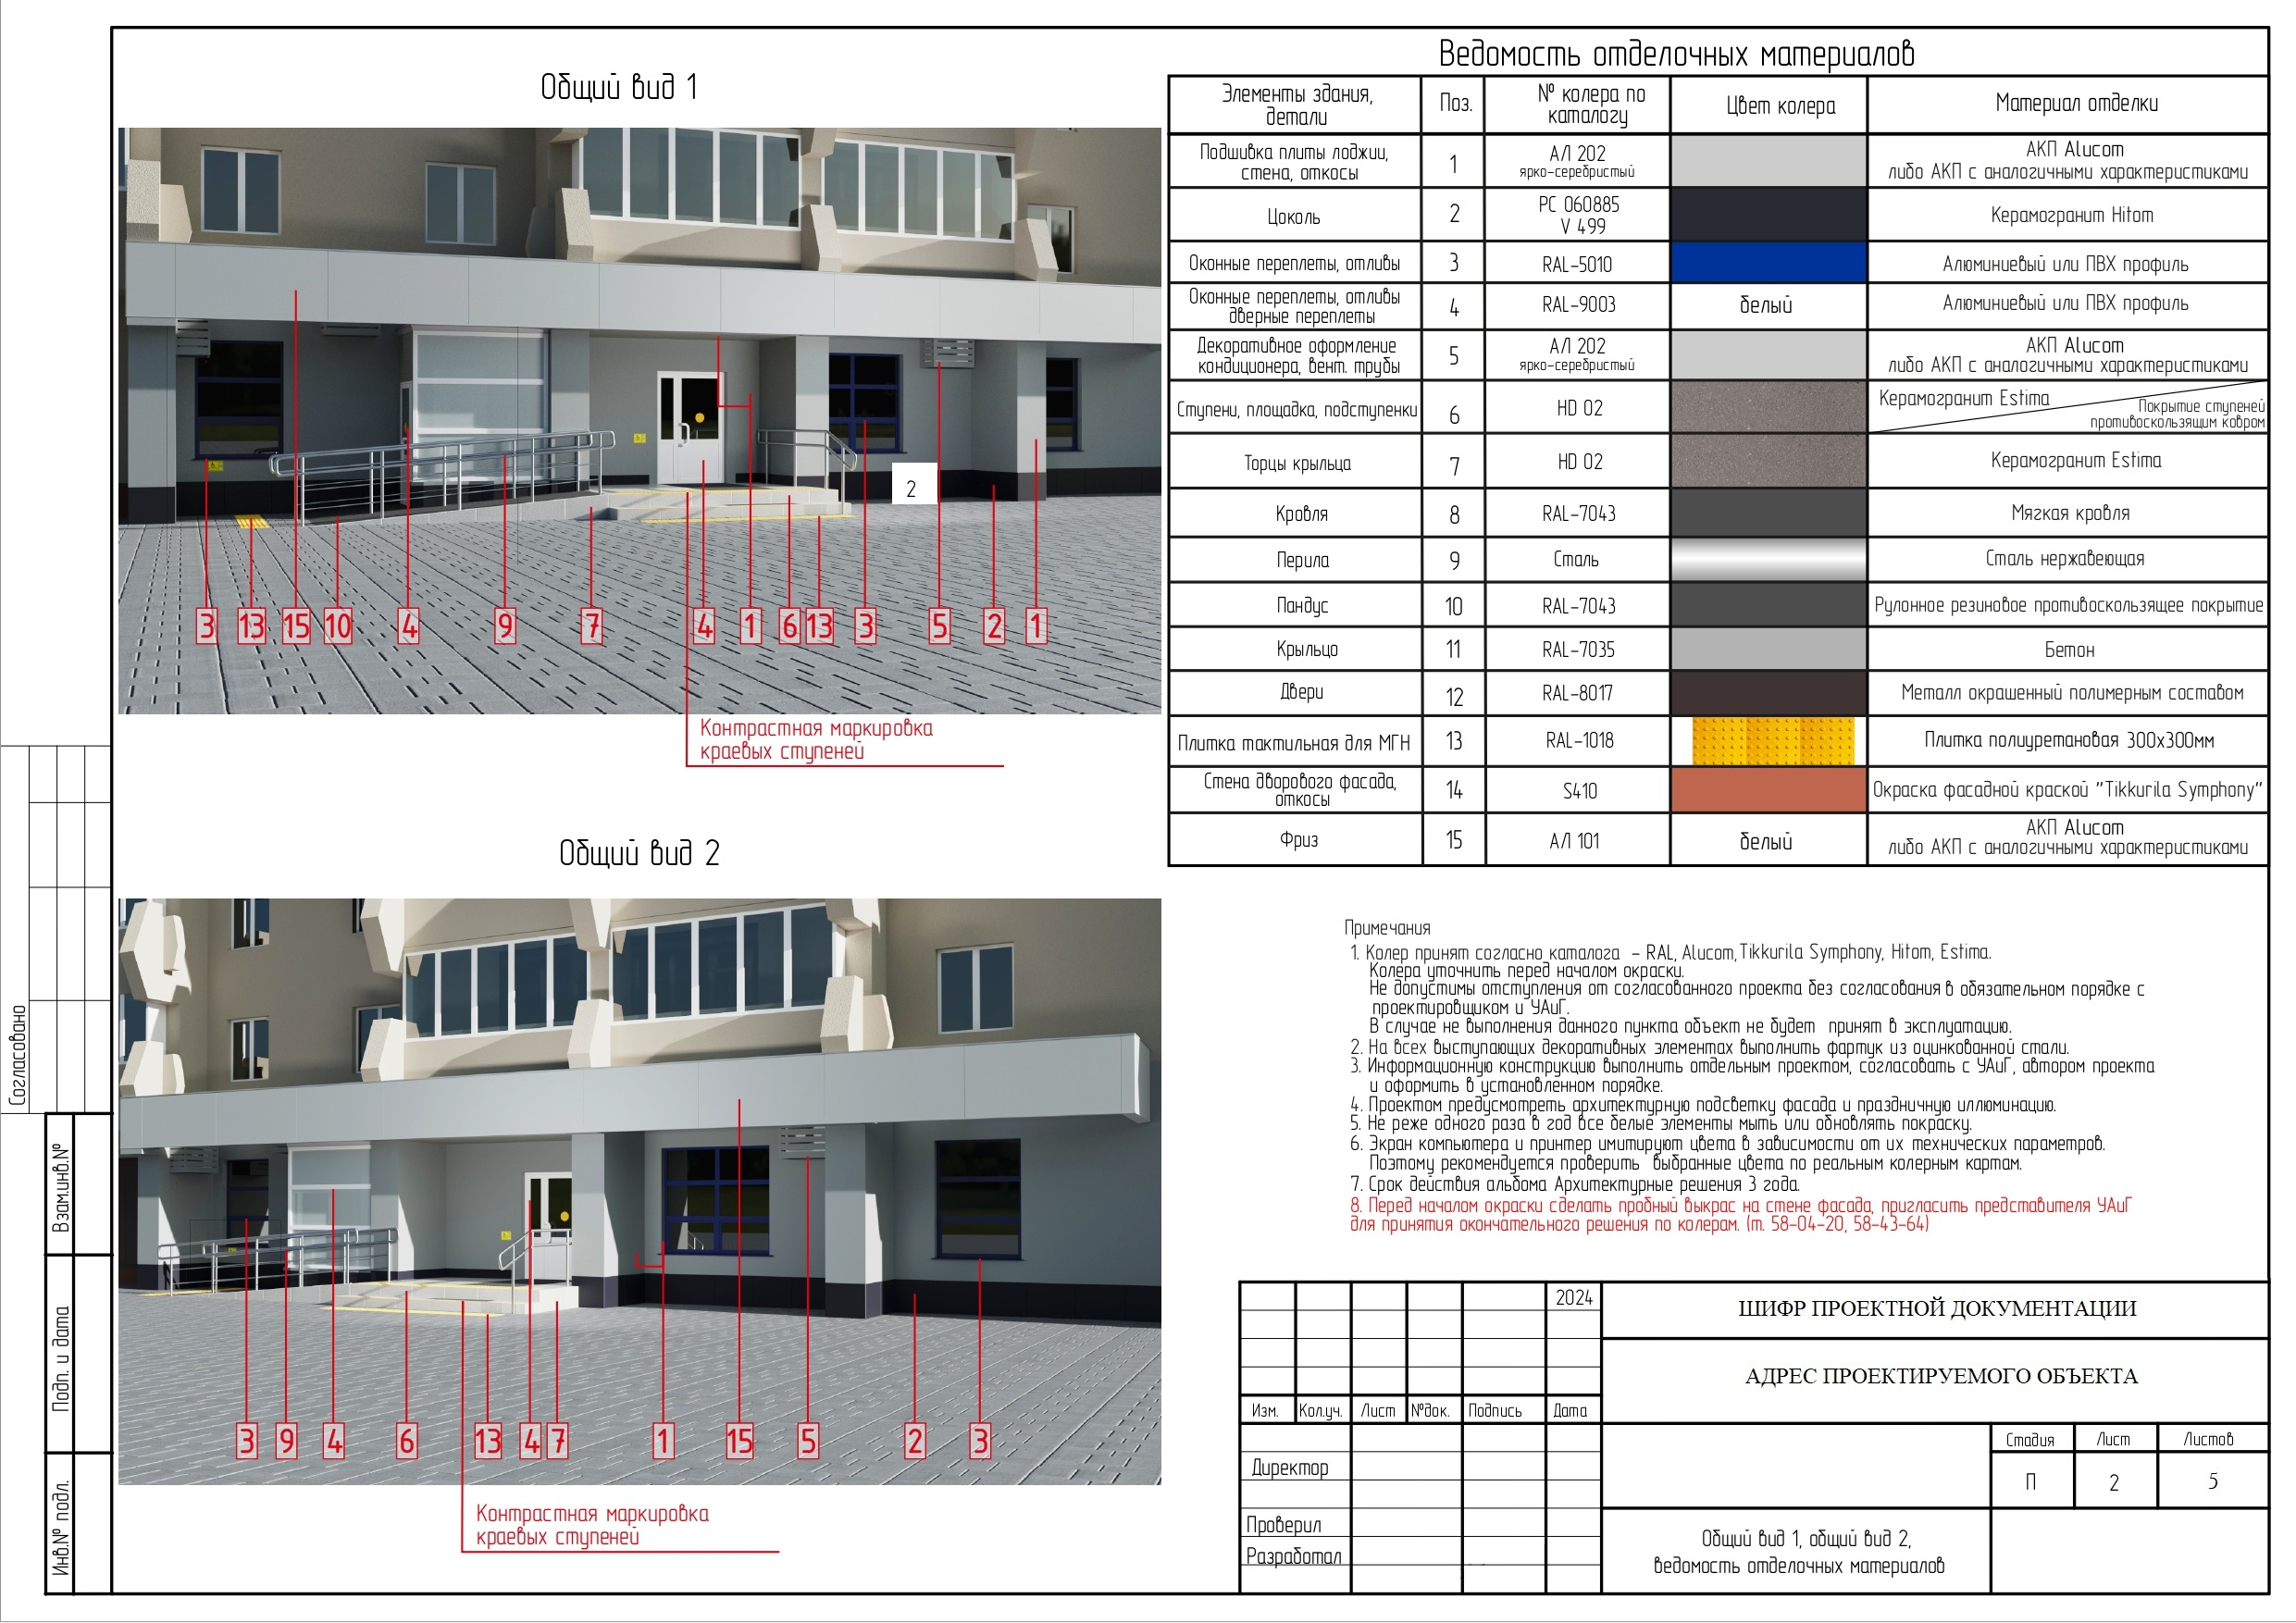 Общий вид 1
2
3 13 15 10 4 9 7 4 1 6 13 3 5 2 1
Контрастная маркировка
краевых ступеней
Общий вид 2
3 9 4 6 13 4 7 1 15 5 2 3
Контрастная маркировка
краевых ступеней
Ведомость отделочных материалов
Элементы здания,
детали
Поз.
№ колера по
каталогу
Цвет колера
Материал отделки
Подшивка плиты лоджии,
стена, откосы
1
АЛ 202
ярко-серебристый
АКП Alucom
либо АКП с аналогичными характеристиками
Цоколь
2
РС 060885
V 499
Керамогранит Hitom
Оконные переплеты, отливы
3
RAL-5010
Алюминиевый или ПВХ профиль
Оконные переплеты, отливы
дверные переплеты
4
RAL-9003
белый
Алюминиевый или ПВХ профиль
Декоративное оформление
кондиционера, вент. трубы
5
АЛ 202
ярко-серебристый
АКП Alucom
либо АКП с аналогичными характеристиками
Ступени, площадка, подступенки
6
HD 02
Керамогранит Estima
Покрытие ступеней
противоскользящим ковром
Торцы крыльца
7
HD 02
Керамогранит Estima
Кровля
8
RAL-7043
Мягкая кровля
Перила
9
Сталь
Сталь нержавеющая
Пандус
10
RAL-7043
Рулонное резиновое противоскользящее покрытие
Крыльцо
11
RAL-7035
Бетон
Двери
12
RAL-8017
Металл окрашенный полимерным составом
Плитка тактильная для МГН
13
RAL-1018
Плитка полиуретановая 300х300мм
Стена дворового фасада,
откосы
14
S410
Окраска фасадной краской "Tikkurila Symphony"
Фриз
15
АЛ 101
белый
АКП Alucom
либо АКП с аналогичными характеристиками
Примечания
1. Колер принят согласно каталога - RAL, Alucom, Tikkurila Symphony, Hitom, Estima.
Колера уточнить перед началом окраски.
Не допустимы отступления от согласованного проекта без согласования в обязательном порядке с
проектировщиком и УАиГ.
В случае не выполнения данного пункта объект не будет принят в эксплуатацию.
2. На всех выступающих декоративных элементах выполнить фартук из оцинкованной стали.
3. Информационную конструкцию выполнить отдельным проектом, согласовать с УАиГ, автором проекта
и оформить в установленном порядке.
4. Проектом предусмотреть архитектурную подсветку фасада и праздничную иллюминацию.
5. Не реже одного раза в год все белые элементы мыть или обновлять покраску.
6. Экран компьютера и принтер имитируют цвета в зависимости от их технических параметров.
Поэтому рекомендуется проверить выбранные цвета по реальным колерным картам.
7. Срок действия альбома Архитектурные решения 3 года.
8. Перед началом окраски сделать пробный выкрас на стене фасада, пригласить представителя УАиГ
для принятия окончательного решения по колерам. (т. 58-04-20, 58-43-64)
2024
ШИФР ПРОЕКТНОЙ ДОКУМЕНТАЦИИ
АДРЕС ПРОЕКТИРУЕМОГО ОБЪЕКТА
Изм. Кол.уч. Лист №док. Подпись Дата
Стадия Лист Листов
П 2 5
Директор
Проверил
Разработал
Общий вид 1, общий вид 2,
ведомость отделочных материалов
Согласовано
Взам.инв.№
Подп. и дата
Инв.№ подл.